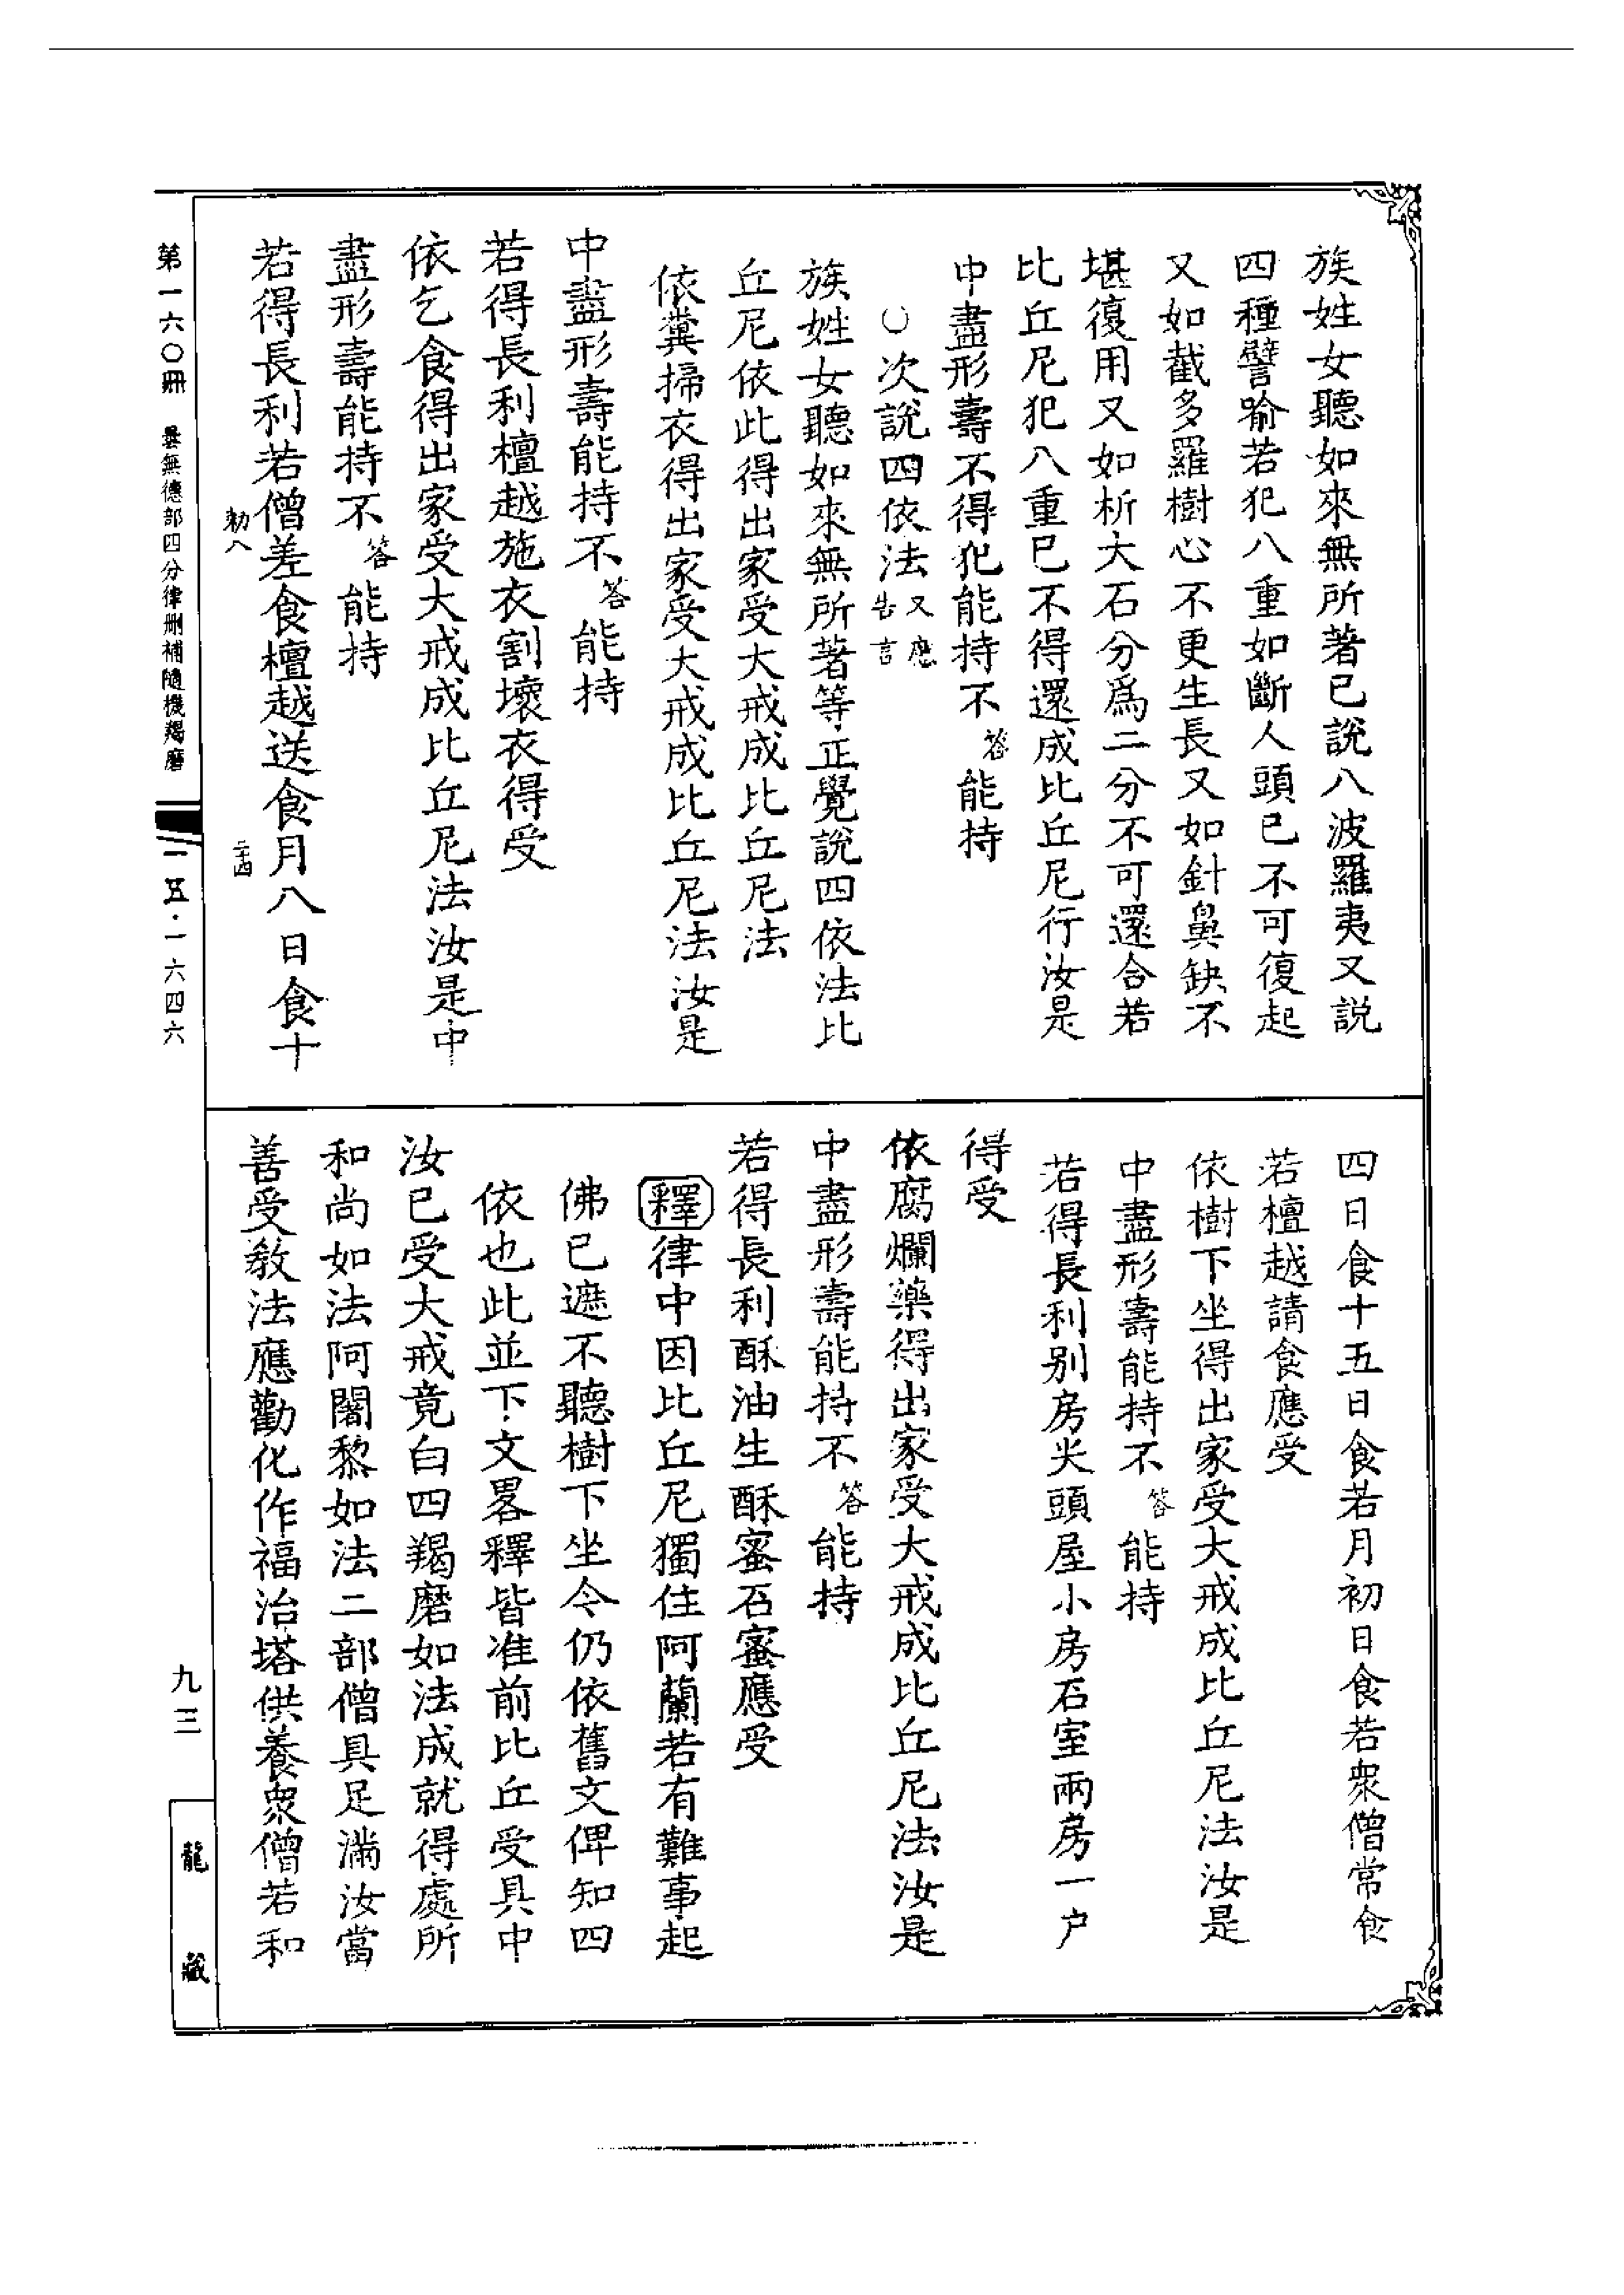 族姓女聽如來無所著已說八波羅夷又說
四種譬喻若犯八重如斷人頭已不可復起
又如截多羅樹心不更生長又如針鼻缺不
堪復用又如析大石分爲二分不可還合若
比丘尼犯八重已不得還成比丘尼行汝是
中盡形壽不得犯能持不答能持
○次說四依法又應告言
族姓女聽如來無所著等正覺說四依法比
丘尼依此得出家受大戒成比丘尼法
依糞掃衣得出家受大戒成比丘尼法汝是
中盡形壽能持不答能持
若得長利檀越施衣割壞衣得受
依乞食得出家受大戒成比丘尼法汝是中
盡形壽能持不答能持
若得長利若僧差食檀越送食月八日食十
四日食十五日食若月初日食若衆僧常食
若檀越請食應受
依樹下坐得出家受大戒成比丘尼法汝是
中盡形壽能持不答能持
若得長利別房尖頭屋小房石室兩房一户
得受
依腐爛藥得出家受大戒成比丘尼法汝是
中盡形壽能持不答能持
若得長利酥油生酥蜜石蜜應受
釋律中因比丘尼獨住阿蘭若有難事起
佛已遮不聽樹下坐今仍依舊文俾知四
依也此並下文畧釋皆准前比丘受具中
汝已受大戒竟白四羯磨如法成就得處所
和尚如法阿闍黎如法二部僧具足滿汝當
善受教法應勸化作福治塔供養衆僧若和
勅八
二十四
第一六〇冊 曇無德部四分律刪補隨機羯磨
一五·一六四六
九三
龍藏